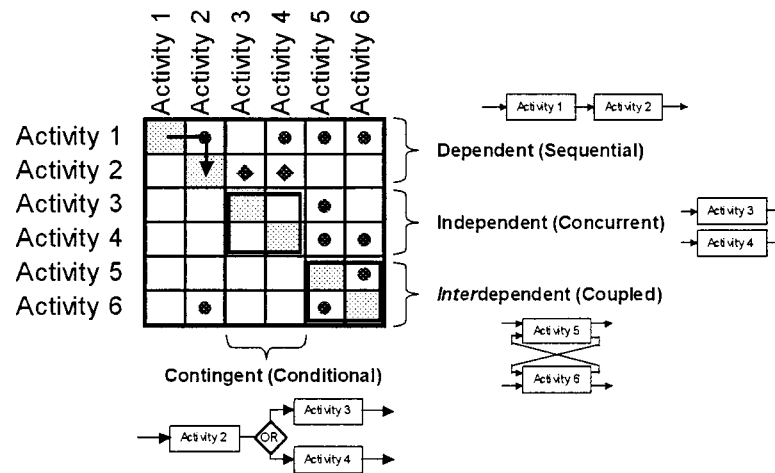 Activity 1
Activity 2
Activity 3
Activity 4
Activity 5
Activity 6
Activity 1
Activity 2
Activity 3
Activity 4
Activity 5
Activity 6
Activity 1
Activity 2
Dependent (Sequential)
Independent (Concurrent)
Activity 3
Activity 4
Interdependent (Coupled)
Activity 5
Activity 6
Contingent (Conditional)
Activity 2
OR
Activity 3
Activity 4